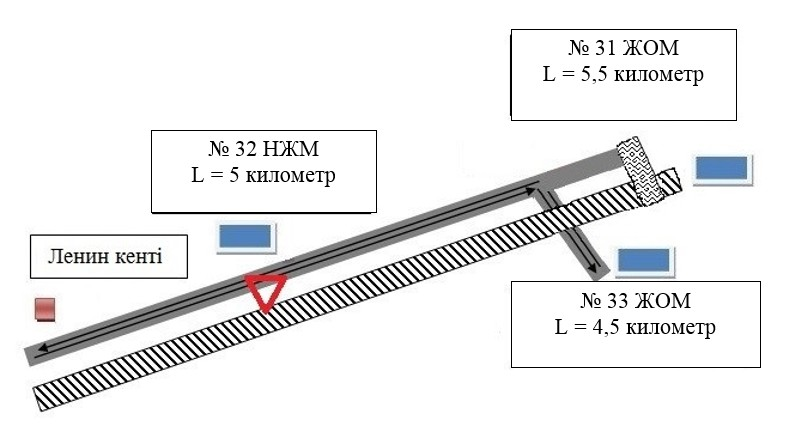 № 31 ЖОМ
L = 5,5 километр
№ 32 НЖМ
L = 5 километр
Ленин кенті
№ 33 ЖОМ
L = 4,5 километр